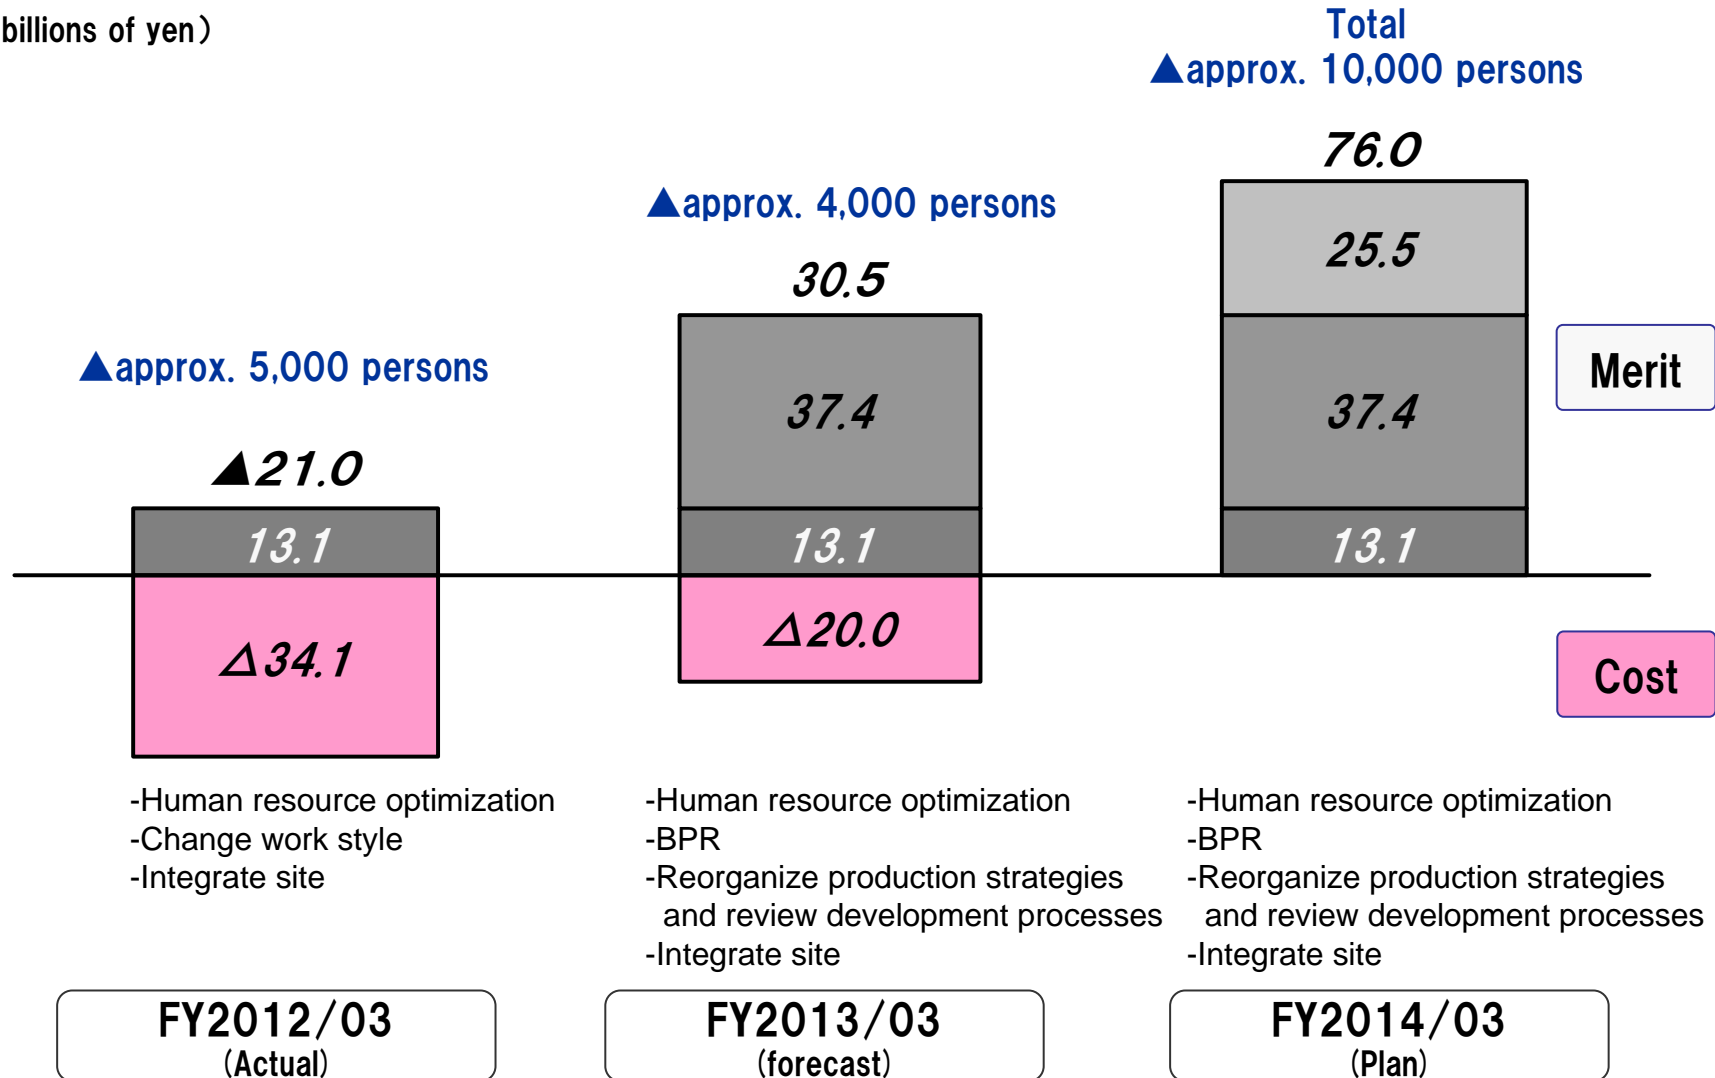 billions of yen)
Total
▲approx. 10,000 persons
76.0
▲approx. 4,000 persons
25.5
30.5
▲approx. 5,000 persons
Merit
37.4
37.4
▲21.0
13.1
13.1
13.1
△34.1
△20.0
Cost
-Human resource optimization
-Change work style
-Integrate site
-Human resource optimization
-BPR
-Reorganize production strategies
and review development processes
-Integrate site
-Human resource optimization
-BPR
-Reorganize production strategies
and review development processes
-Integrate site
FY2012/03
(Actual)
FY2013/03
(forecast)
FY2014/03
(Plan)